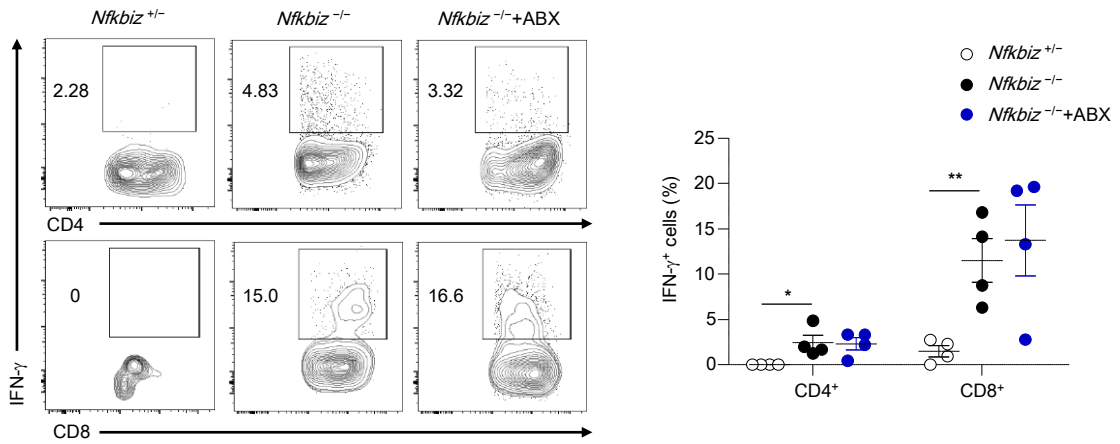 Nfkbiz +/− Nfkbiz −/− Nfkbiz −/−+ABX
2.28 4.83 3.32
CD4
0 15.0 16.6
IFN-γ
CD8
Nfkbiz +/−
Nfkbiz −/−
Nfkbiz −/−+ABX
IFN-γ+ cells (%)
25
20
15
10
5
0
*
**
CD4+ CD8+